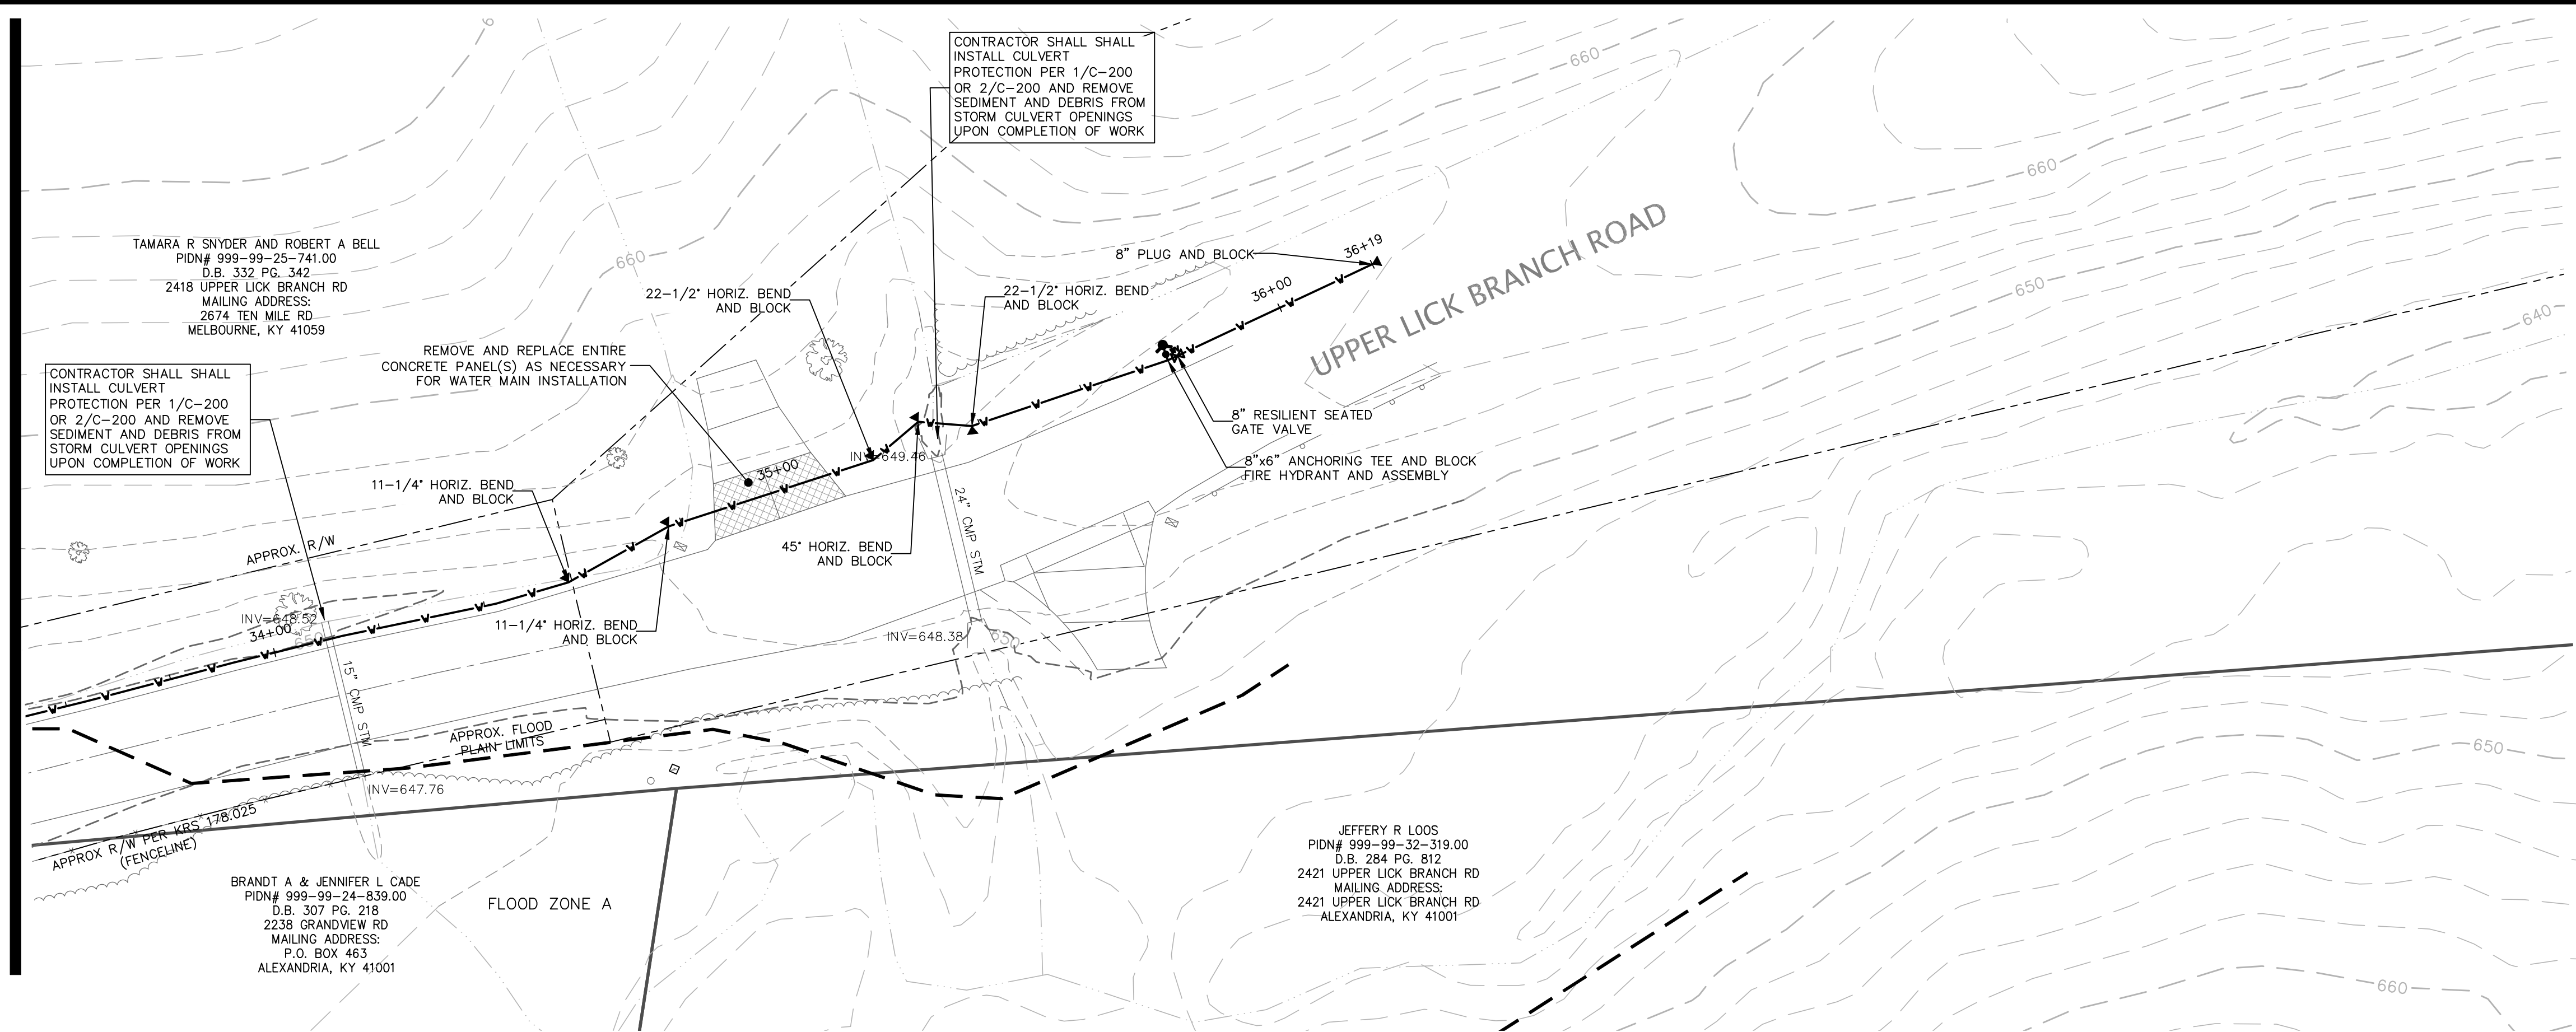 CONTRACTOR SHALL SHALL
INSTALL CULVERT
PROTECTION PER 1/C-200
OR 2/C-200 AND REMOVE
SEDIMENT AND DEBRIS FROM
STORM CULVERT OPENINGS
UPON COMPLETION OF WORK
660
660
TAMARA R SNYDER AND ROBERT A BELL
PIDN# 999-99-25-741.00
D.B. 332 PG. 342
2418 UPPER LICK BRANCH RD
MAILING ADDRESS:
2674 TEN MILE RD
MELBOURNE, KY 41059
660
8" PLUG AND BLOCK
36+19
36+00
UPPER LICK BRANCH ROAD
650
640
22-1/2° HORIZ. BEND
AND BLOCK
22-1/2° HORIZ. BEND
AND BLOCK
REMOVE AND REPLACE ENTIRE
CONCRETE PANEL(S) AS NECESSARY
FOR WATER MAIN INSTALLATION
CONTRACTOR SHALL SHALL
INSTALL CULVERT
PROTECTION PER 1/C-200
OR 2/C-200 AND REMOVE
SEDIMENT AND DEBRIS FROM
STORM CULVERT OPENINGS
UPON COMPLETION OF WORK
8" RESILIENT SEATED
GATE VALVE
INV=649.46
35+00
8"x6" ANCHORING TEE AND BLOCK
FIRE HYDRANT AND ASSEMBLY
11-1/4° HORIZ. BEND
AND BLOCK
24" CMP STM
45° HORIZ. BEND
AND BLOCK
APPROX. R/W
INV=648.52
34+00
650
11-1/4° HORIZ. BEND
AND BLOCK
INV=648.38
650
15" CMP STM
APPROX. FLOOD
PLAIN LIMITS
650
INV=647.76
APPROX R/W PER KRS 178.025
(FENCELINE)
JEFFERY R LOOS
PIDN# 999-99-32-319.00
D.B. 284 PG. 812
2421 UPPER LICK BRANCH RD
MAILING ADDRESS:
2421 UPPER LICK BRANCH RD
ALEXANDRIA, KY 41001
BRANDT A & JENNIFER L CADE
PIDN# 999-99-24-839.00
D.B. 307 PG. 218
2238 GRANDVIEW RD
MAILING ADDRESS:
P.O. BOX 463
ALEXANDRIA, KY 41001
FLOOD ZONE A
660